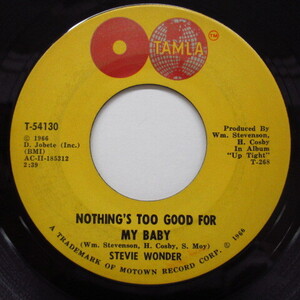 TAMLA
TM
T-54130
© 1966
D. Jobete (Inc.)
(BMI)
AC-II-185312
2:39
Produced By
Wm. Stevenson,
H. Cosby
In Album
"Up Tight"
T-268
NOTHING'S TOO GOOD FOR
MY BABY
(Wm. Stevenson, H. Cosby, S. Moy)
STEVIE WONDER
A TRADEMARK OF MOTOWN RECORD CORP. © 1966